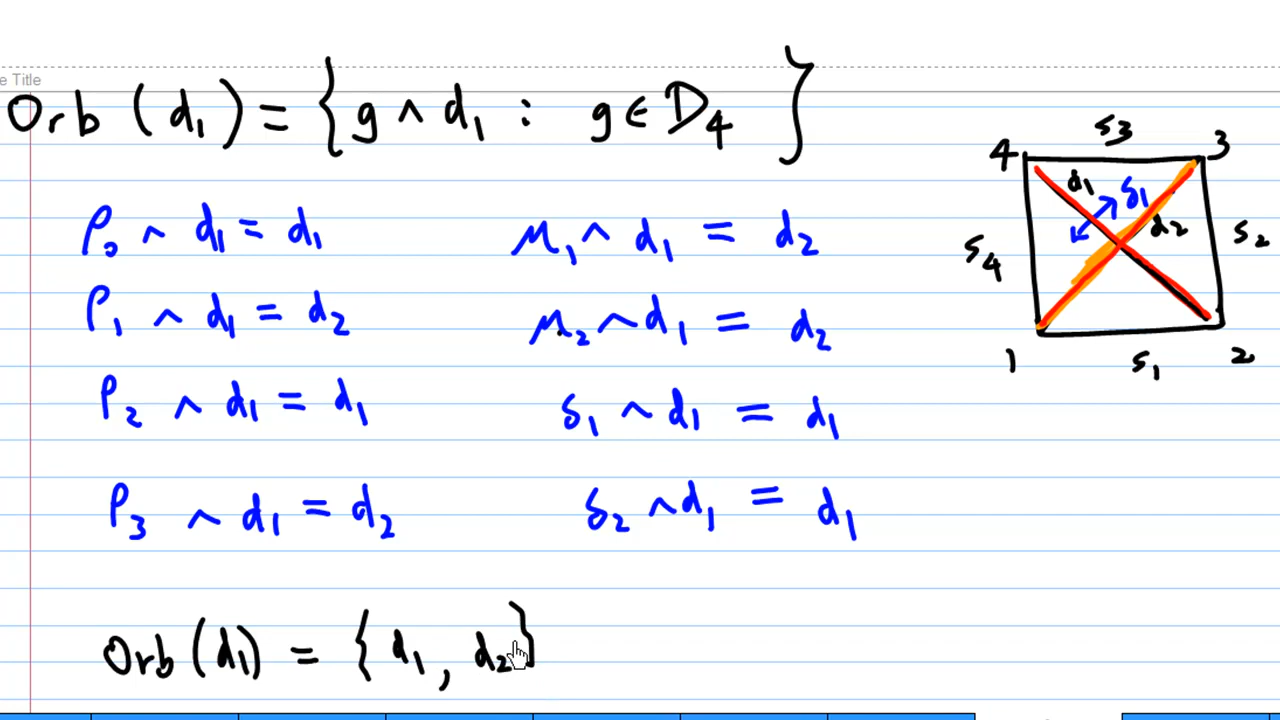 e Title
Orb (d₁) = { g ∧ d₁ : g ∈ D₄ }
ρ₀ ∧ d₁ = d₁
μ₁ ∧ d₁ = d₂
ρ₁ ∧ d₁ = d₂
μ₂ ∧ d₁ = d₂
ρ₂ ∧ d₁ = d₁
δ₁ ∧ d₁ = d₁
ρ₃ ∧ d₁ = d₂
δ₂ ∧ d₁ = d₁
Orb (d₁) = { d₁, d₂ }
4 s3 3
d₁ δ₁
d2 s₂
s₄
1 s₁ 2